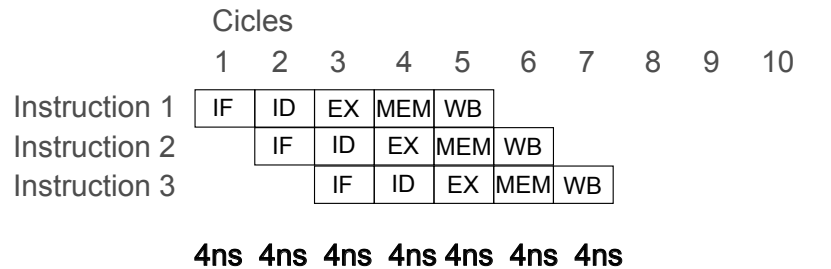 Cicles
1 2 3 4 5 6 7 8 9 10
Instruction 1 IF ID EX MEM WB
Instruction 2 IF ID EX MEM WB
Instruction 3 IF ID EX MEM WB
4ns 4ns 4ns 4ns 4ns 4ns 4ns